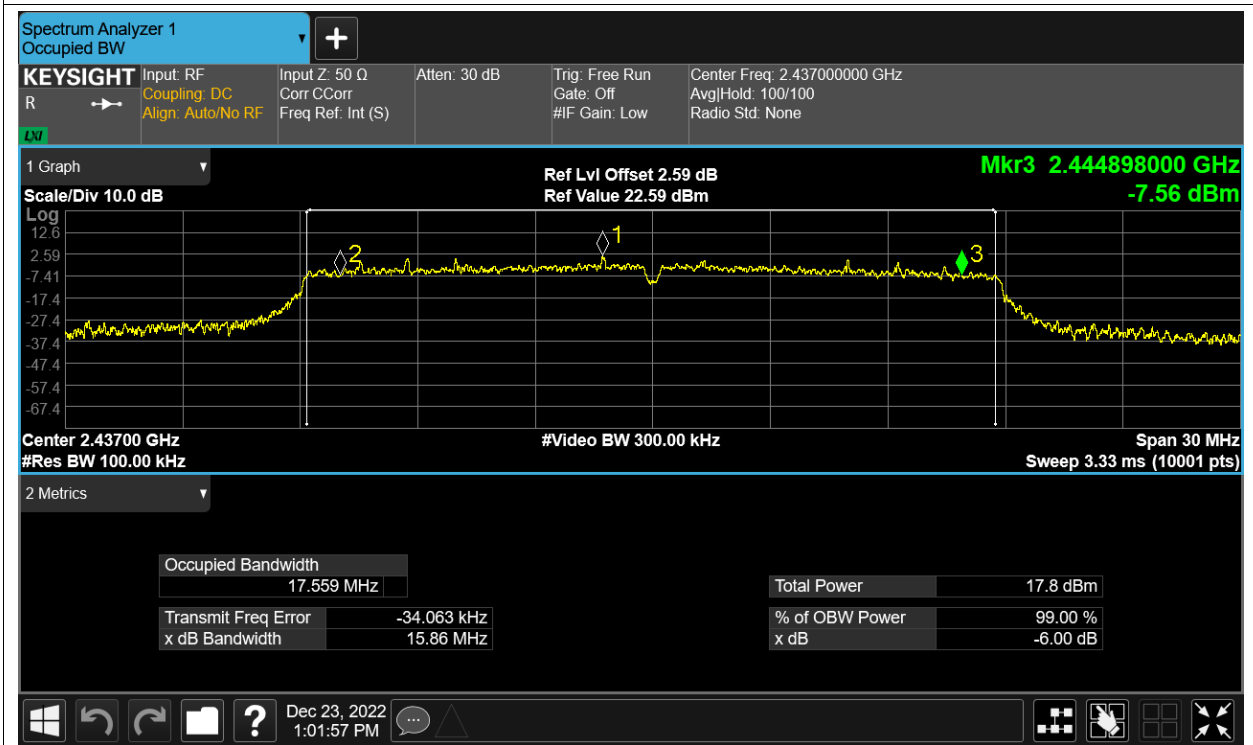 Spectrum Analyzer 1
Occupied BW
KEYSIGHT
R
LXI
Input: RF
Coupling: DC
Align: Auto/No RF
Input Z: 50 Ω
Corr CCorr
Freq Ref: Int (S)
Atten: 30 dB
Trig: Free Run
Gate: Off
#IF Gain: Low
Center Freq: 2.437000000 GHz
Avg|Hold: 100/100
Radio Std: None
1 Graph
Scale/Div 10.0 dB
Ref Lvl Offset 2.59 dB
Ref Value 22.59 dBm
Mkr3 2.444898000 GHz
-7.56 dBm
Log
12.6
2.59
-7.41
-17.4
-27.4
-37.4
-47.4
-57.4
-67.4
2
1
3
Center 2.43700 GHz
#Res BW 100.00 kHz
#Video BW 300.00 kHz
Span 30 MHz
Sweep 3.33 ms (10001 pts)
2 Metrics
Occupied Bandwidth
17.559 MHz
Transmit Freq Error -34.063 kHz
x dB Bandwidth 15.86 MHz
Total Power 17.8 dBm
% of OBW Power 99.00 %
x dB -6.00 dB
?
Dec 23, 2022
1:01:57 PM